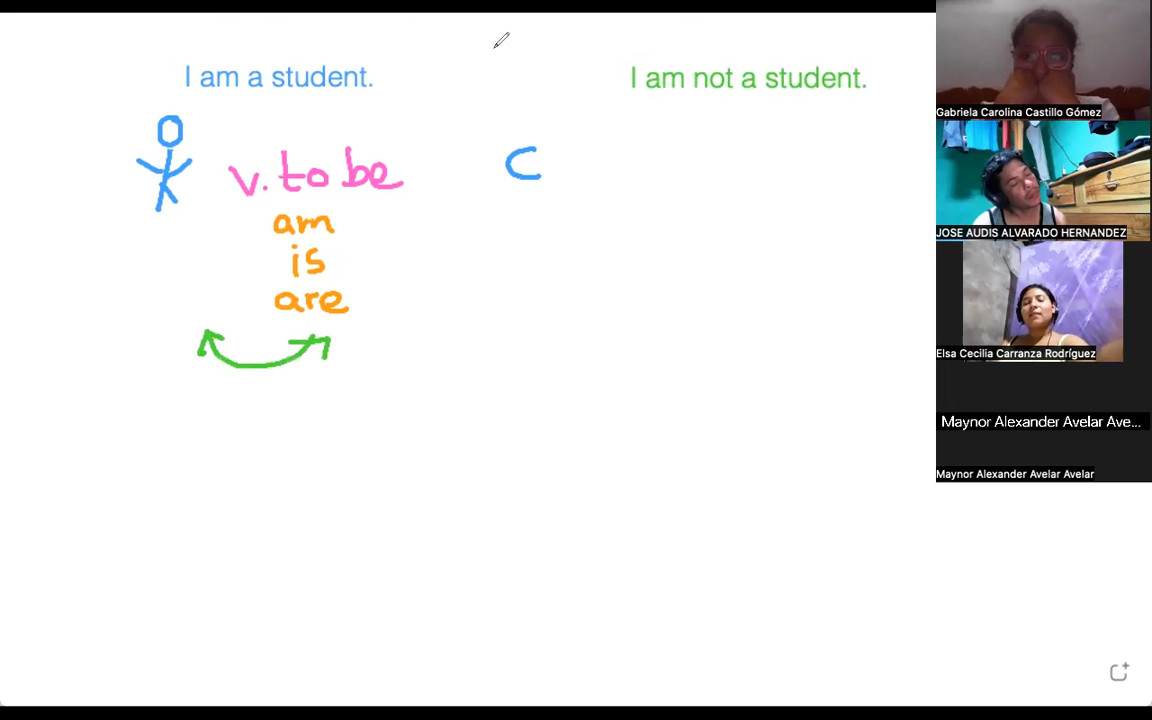 I am a student.
I am not a student.
v. to be
C
am
is
are
Gabriela Carolina Castillo Gómez
JOSE AUDIS ALVARADO HERNANDEZ
Elsa Cecilia Carranza Rodríguez
Maynor Alexander Avelar Ave...
Maynor Alexander Avelar Avelar